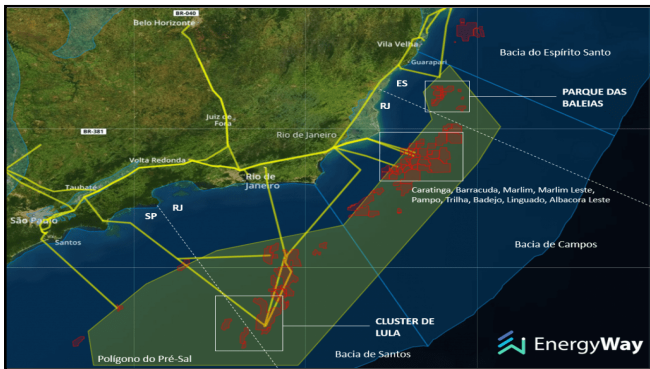 BR-040
Belo Horizonte
Vila Velha
Guarapari
Bacia do Espírito Santo
ES
PARQUE DAS
BALEIAS
RJ
Juiz de
Fora
BR-381
Rio de Janeiro
Volta Redonda
Rio de
Janeiro
Caratinga, Barracuda, Marlim, Marlim Leste,
Pampo, Trilha, Badejo, Linguado, Albacora Leste
Taubaté
RJ
São Paulo
SP
Santos
Bacia de Campos
CLUSTER DE
LULA
EnergyWay
Bacia de Santos
Polígono do Pré-Sal